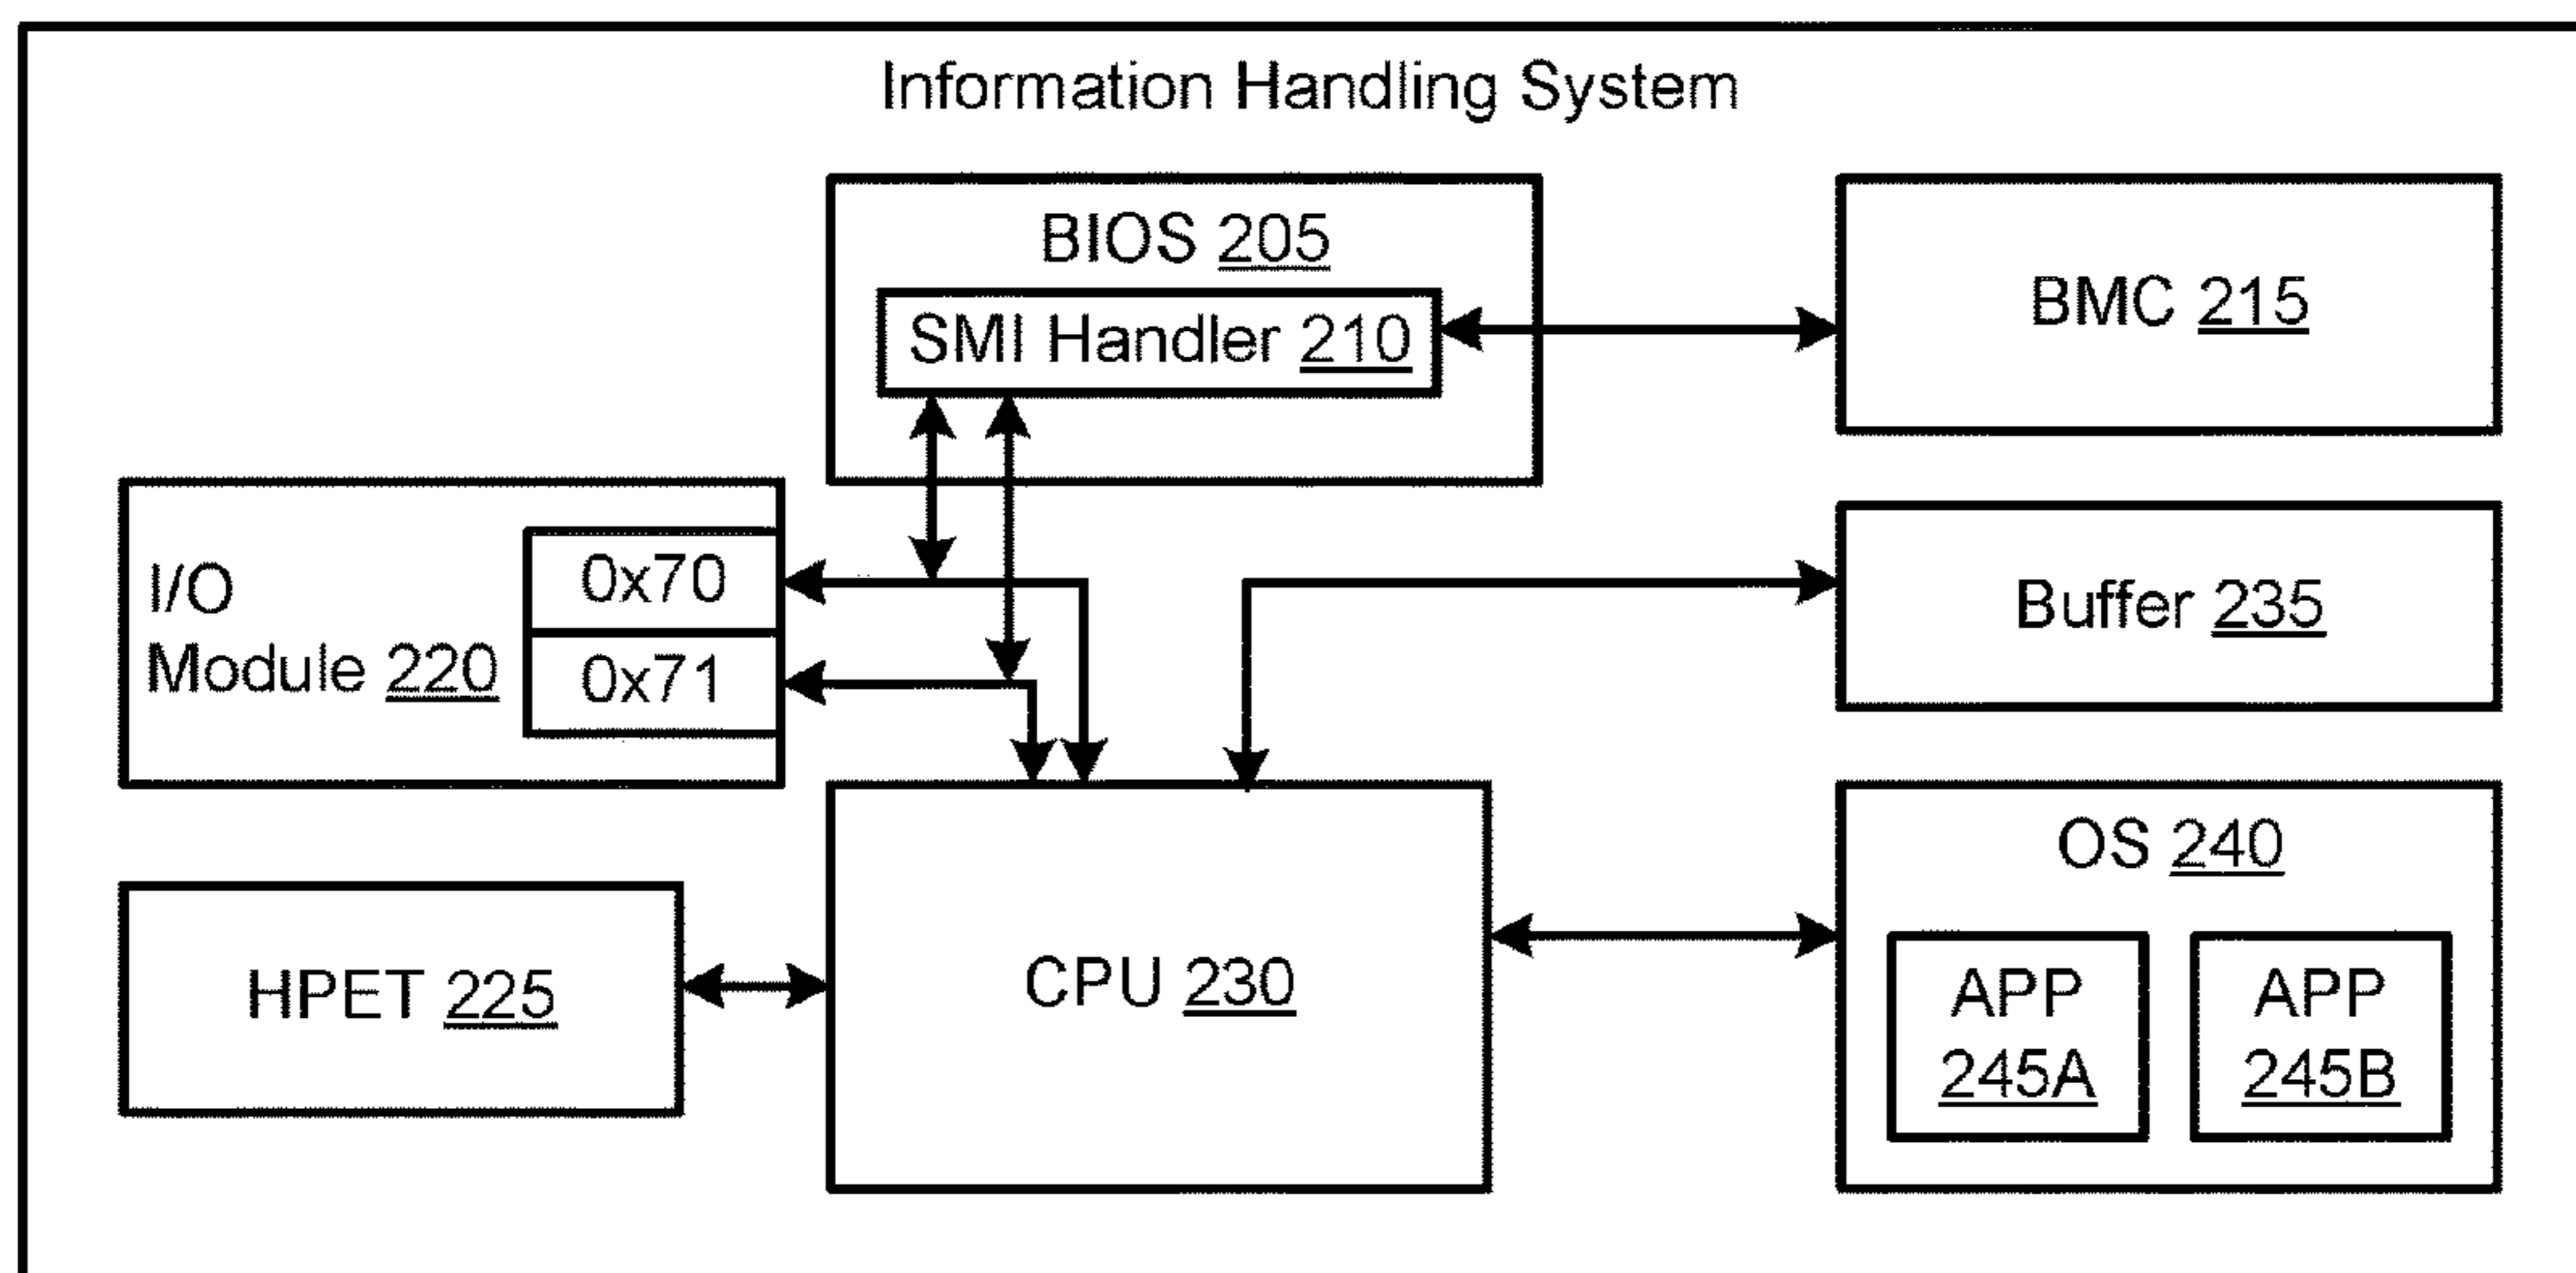 Information Handling System
BIOS 205
SMI Handler 210
BMC 215
I/O
Module 220
0x70
0x71
Buffer 235
HPET 225
CPU 230
OS 240
APP
245A
APP
245B